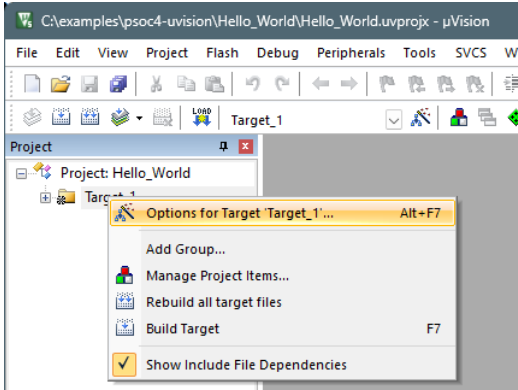 C:\examples\psoc4-uvision\Hello_World\Hello_World.uvprojx - µVision
File Edit View Project Flash Debug Peripherals Tools SVCS W
LOAD Target_1
Project
Project: Hello_World
Target_1
Options for Target 'Target_1'... Alt+F7
Add Group...
Manage Project Items...
Rebuild all target files
Build Target F7
Show Include File Dependencies